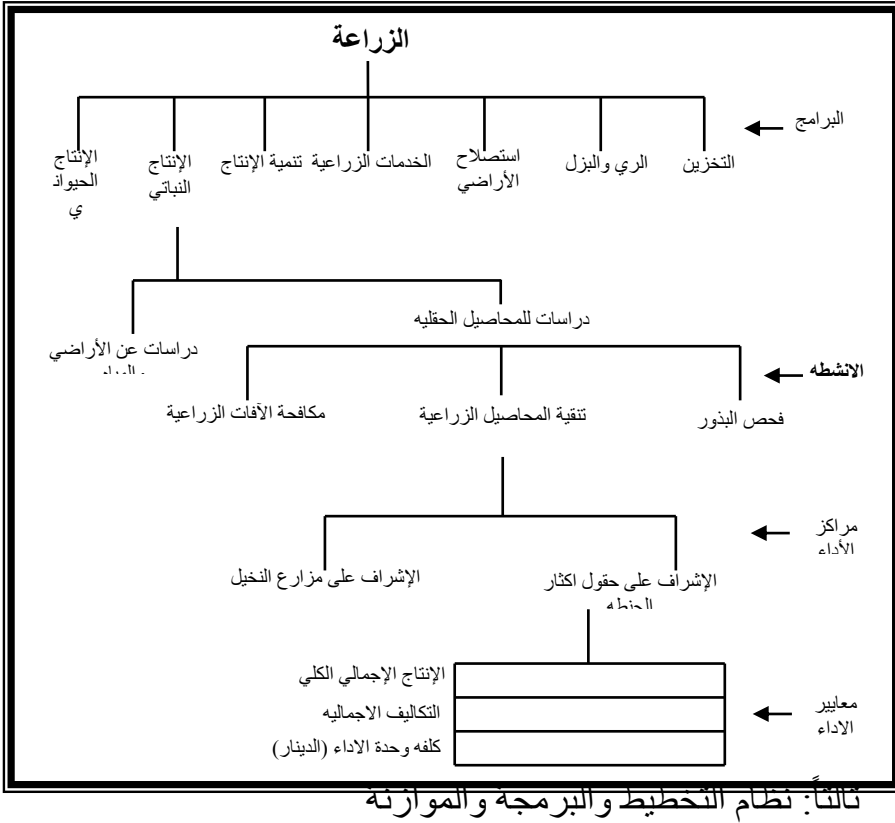 الزراعة
البرامج
التخزين
الري والبزل
استصلاح
الأراضي
الخدمات الزراعية
تنمية الإنتاج
الإنتاج
النباتي
الإنتاج
الحيوان
ي
دراسات للمحاصيل الحقليه
دراسات عن الأراضي
الانشطه
فحص البذور
تنقية المحاصيل الزراعية
مكافحة الآفات الزراعية
مراكز
الأداء
الإشراف على حقول اكثار
الحنطه
الإشراف على مزارع النخيل
معايير
الاداء
الإنتاج الإجمالي الكلي
التكاليف الاجماليه
كلفه وحدة الاداء (الدينار)
ثالثاً: نظام التخطيط والبرمجة والموازنة